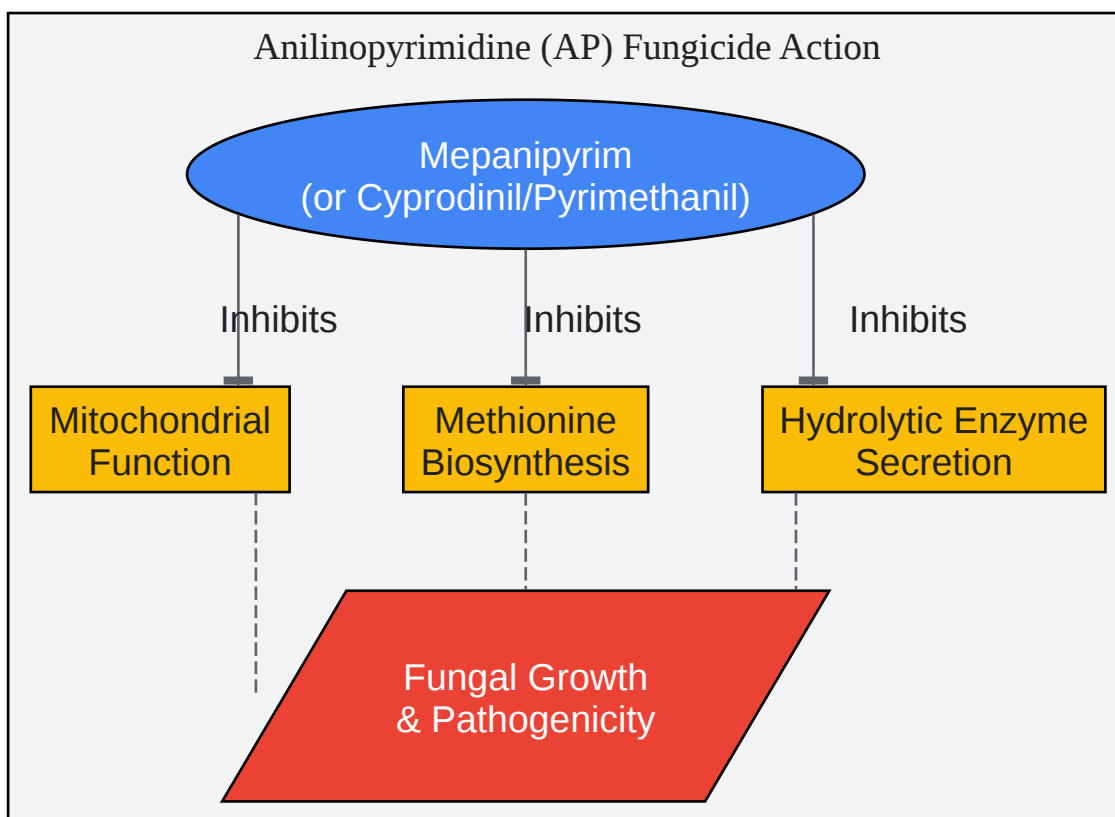 Anilinopyrimidine (AP) Fungicide Action
Mepanipyrim
(or Cyprodinil/Pyrimethanil)
Inhibits
Inhibits
Inhibits
Mitochondrial
Function
Methionine
Biosynthesis
Hydrolytic Enzyme
Secretion
Fungal Growth
& Pathogenicity